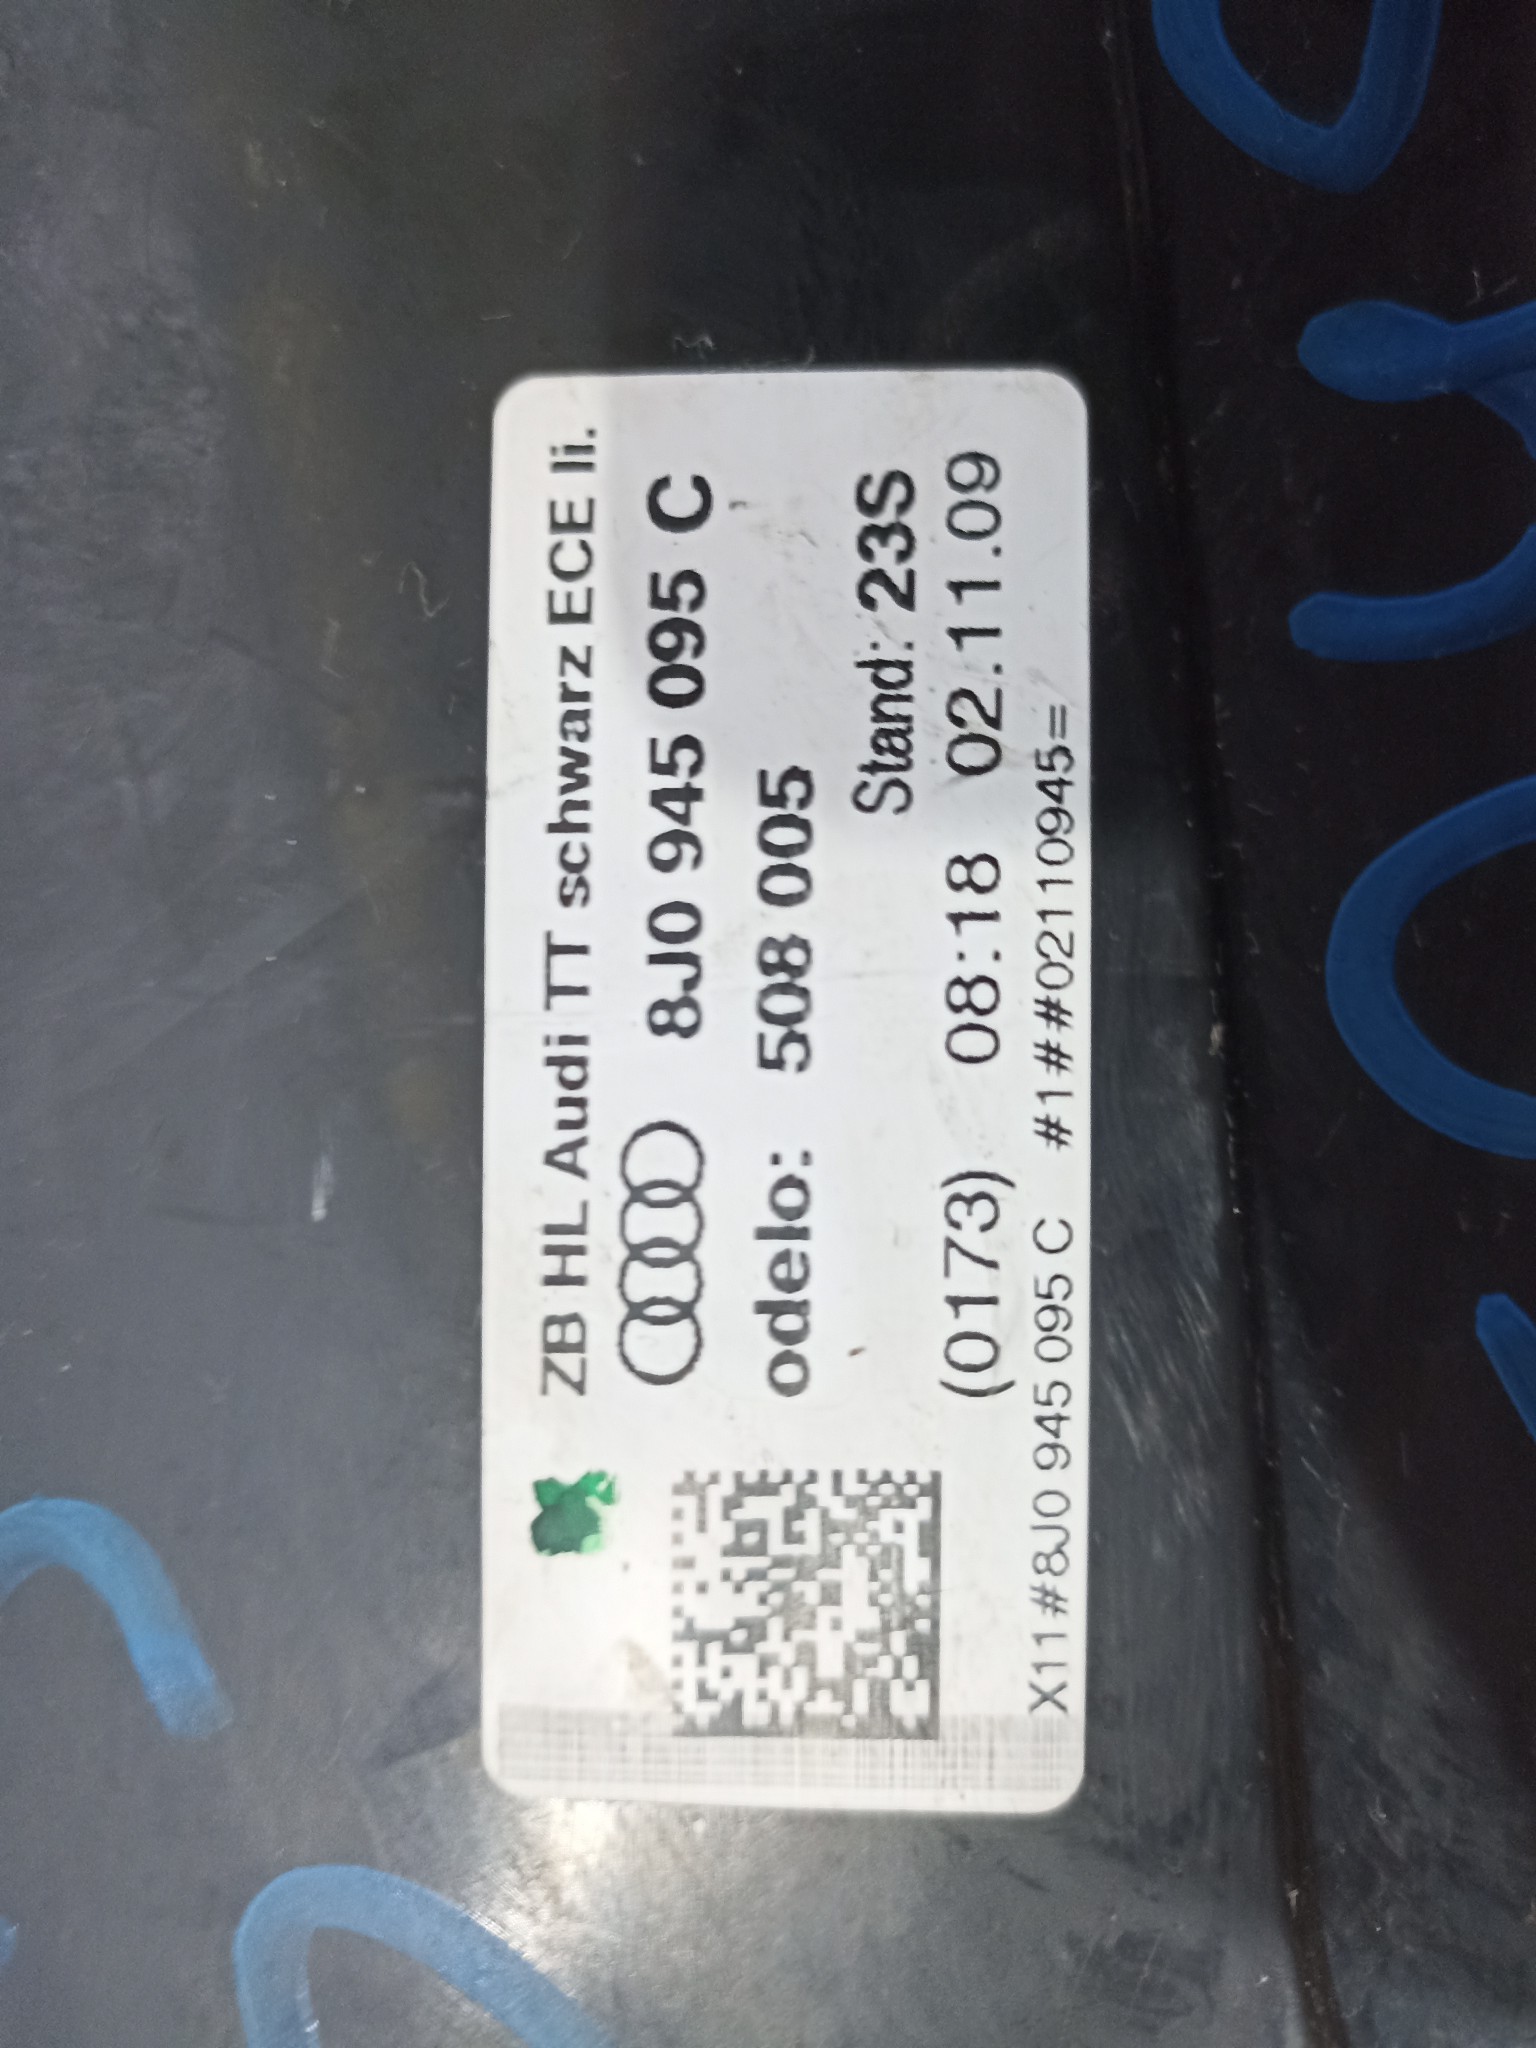 ZB HL Audi TT schwarz ECE li.
8J0 945 095 C
odelo: 508 005
Stand: 23S
(0173) 08:18 02.11.09
X11#8J0 945 095 C #1##02110945=